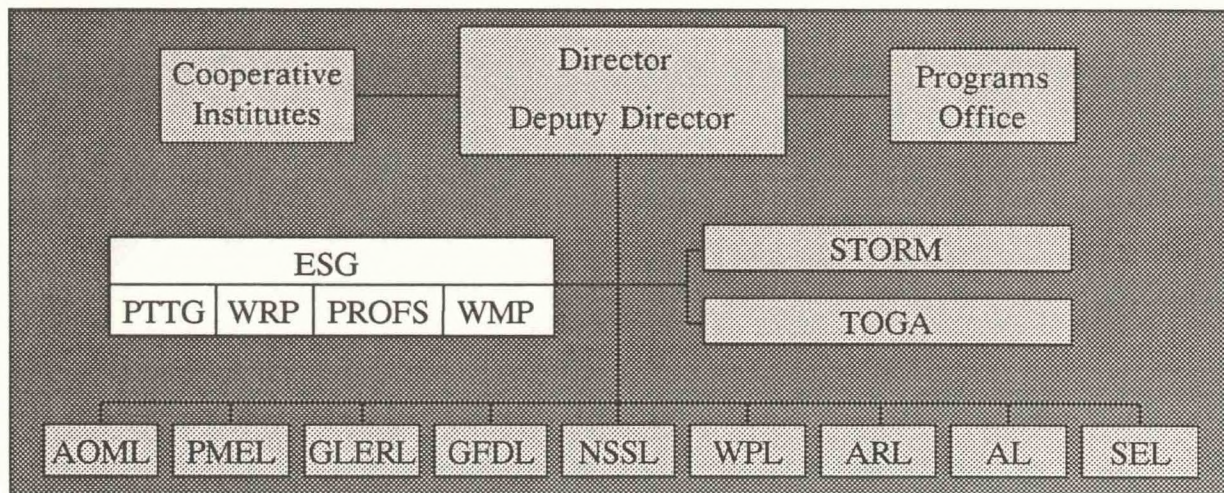 Cooperative
Institutes
Director
Deputy Director
Programs
Office
ESG
PTTG WRP PROFS WMP
STORM
TOGA
AOML PMEL GLERL GFDL NSSL WPL ARL AL SEL